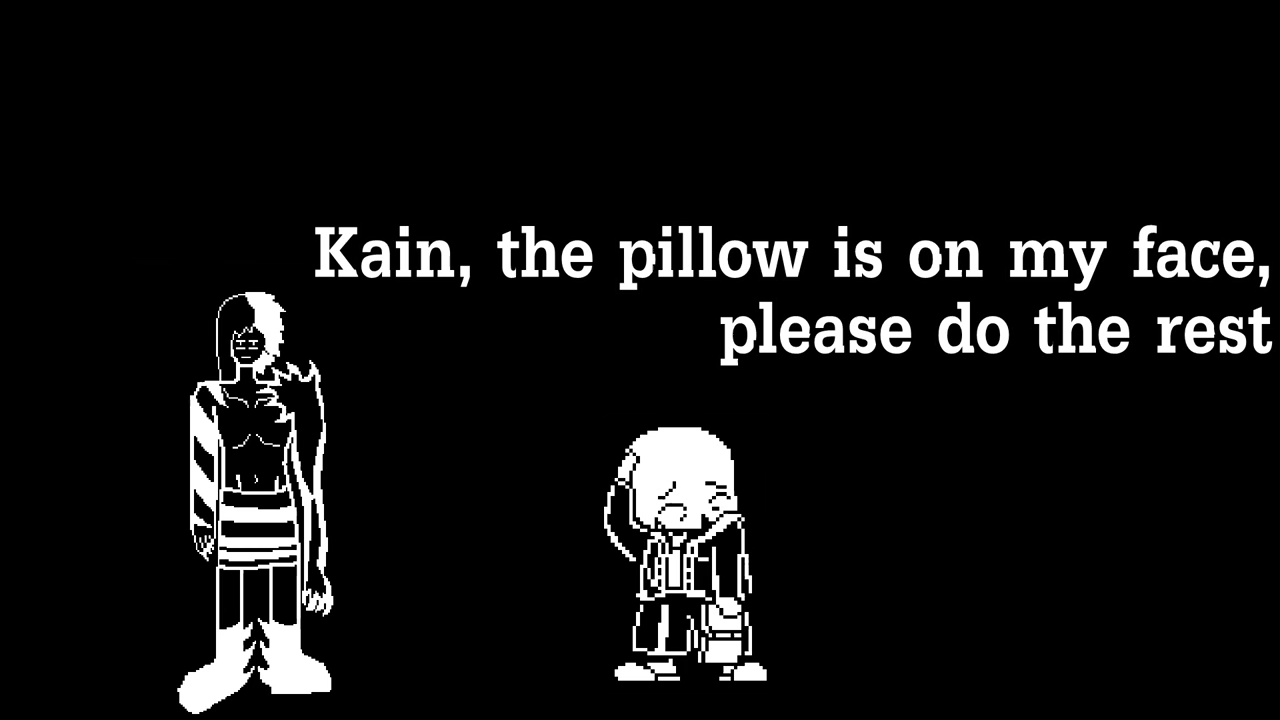 Kain, the pillow is on my face,
please do the rest